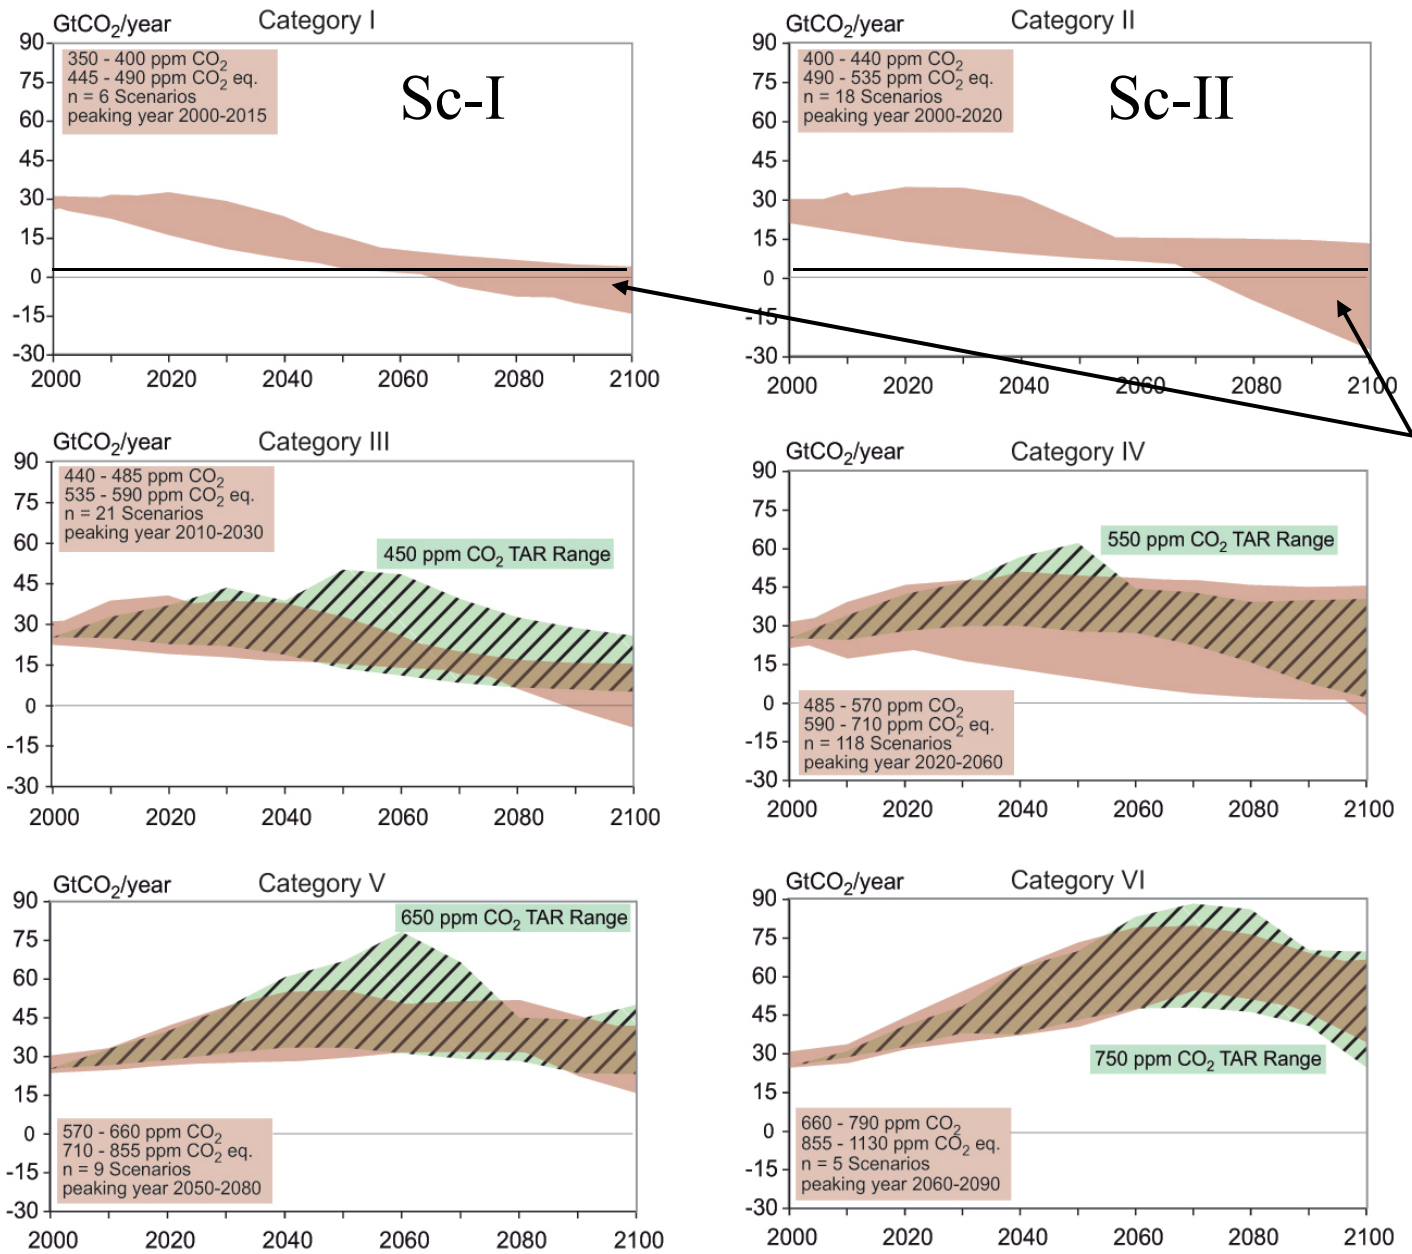 GtCO2/year
Category I
90
75
60
45
30
15
0
-15
-30
350 - 400 ppm CO2
445 - 490 ppm CO2 eq.
n = 6 Scenarios
peaking year 2000-2015
Sc-I
2000 2020 2040 2060 2080 2100
GtCO2/year
Category II
90
75
60
45
30
15
0
-15
-30
400 - 440 ppm CO2
490 - 535 ppm CO2 eq.
n = 18 Scenarios
peaking year 2000-2020
Sc-II
2000 2020 2040 2060 2080 2100
GtCO2/year
Category III
90
75
60
45
30
15
0
-15
-30
440 - 485 ppm CO2
535 - 590 ppm CO2 eq.
n = 21 Scenarios
peaking year 2010-2030
450 ppm CO2 TAR Range
2000 2020 2040 2060 2080 2100
GtCO2/year
Category IV
90
75
60
45
30
15
0
-15
-30
550 ppm CO2 TAR Range
485 - 570 ppm CO2
590 - 710 ppm CO2 eq.
n = 118 Scenarios
peaking year 2020-2060
2000 2020 2040 2060 2080 2100
GtCO2/year
Category V
90
75
60
45
30
15
0
-15
-30
650 ppm CO2 TAR Range
570 - 660 ppm CO2
710 - 855 ppm CO2 eq.
n = 9 Scenarios
peaking year 2050-2080
2000 2020 2040 2060 2080 2100
GtCO2/year
Category VI
90
75
60
45
30
15
0
-15
-30
750 ppm CO2 TAR Range
660 - 790 ppm CO2
855 - 1130 ppm CO2 eq.
n = 5 Scenarios
peaking year 2060-2090
2000 2020 2040 2060 2080 2100